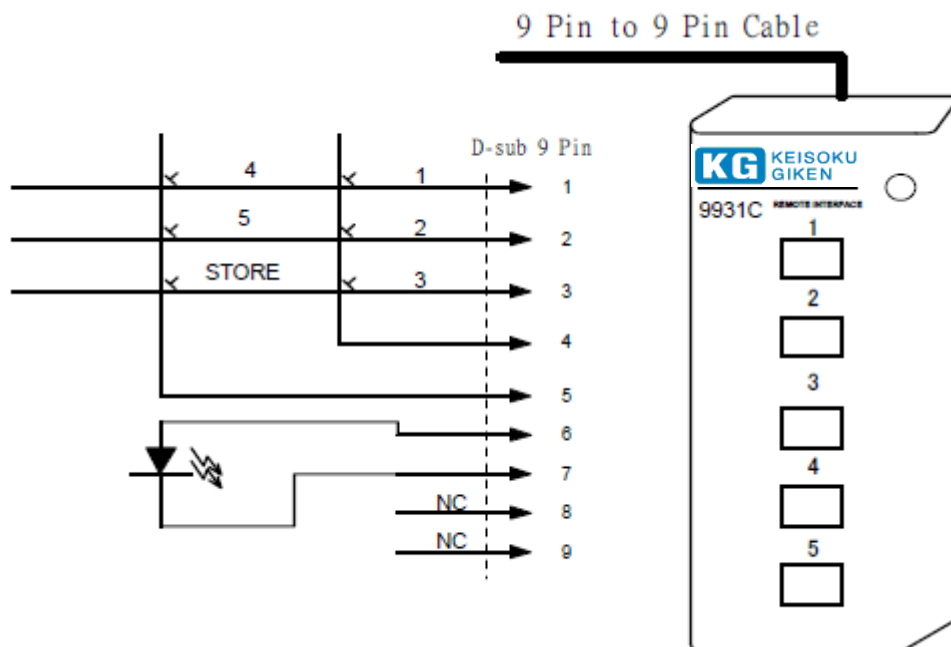 9 Pin to 9 Pin Cable
D-sub 9 Pin
4 1 1
5 2 2
STORE 3 3
4
5
6
7
NC 8
NC 9
KG KEISOKU GIKEN
9931C REMOTE INTERFACE
1
2
3
4
5